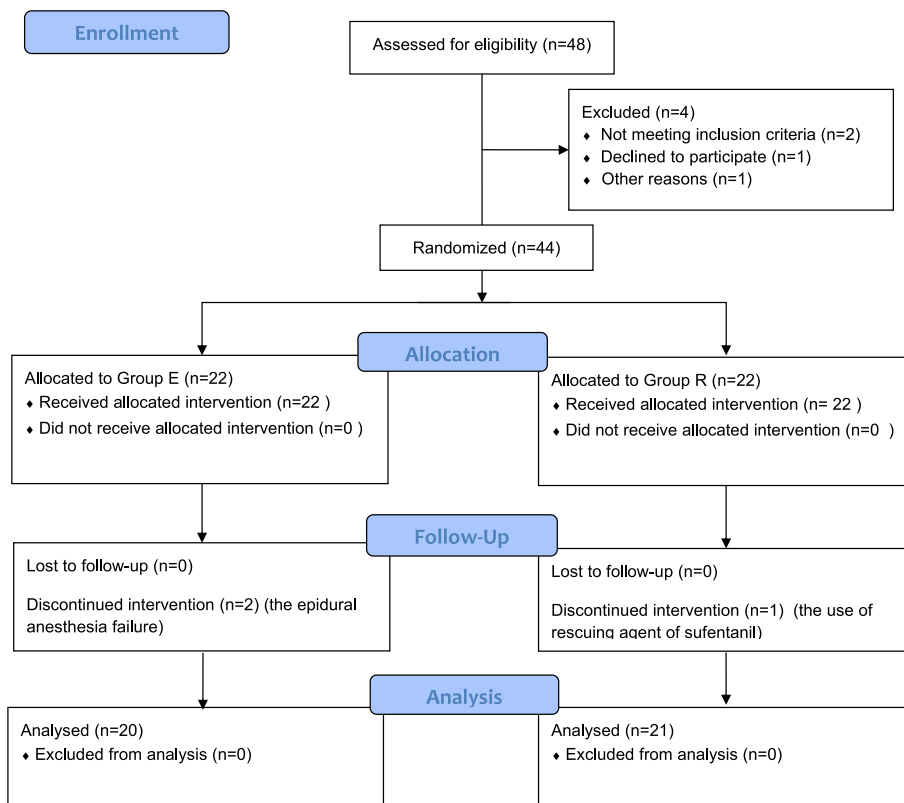 Enrollment
Assessed for eligibility (n=48)
Excluded (n=4)
♦ Not meeting inclusion criteria (n=2)
♦ Declined to participate (n=1)
♦ Other reasons (n=1)
Randomized (n=44)
Allocation
Allocated to Group E (n=22)
♦ Received allocated intervention (n=22 )
♦ Did not receive allocated intervention (n=0 )
Allocated to Group R (n=22)
♦ Received allocated intervention (n= 22 )
♦ Did not receive allocated intervention (n=0 )
Follow-Up
Lost to follow-up (n=0)
Discontinued intervention (n=2) (the epidural
anesthesia failure)
Lost to follow-up (n=0)
Discontinued intervention (n=1) (the use of
rescuing agent of sufentanil)
Analysis
Analysed (n=20)
♦ Excluded from analysis (n=0)
Analysed (n=21)
♦ Excluded from analysis (n=0)